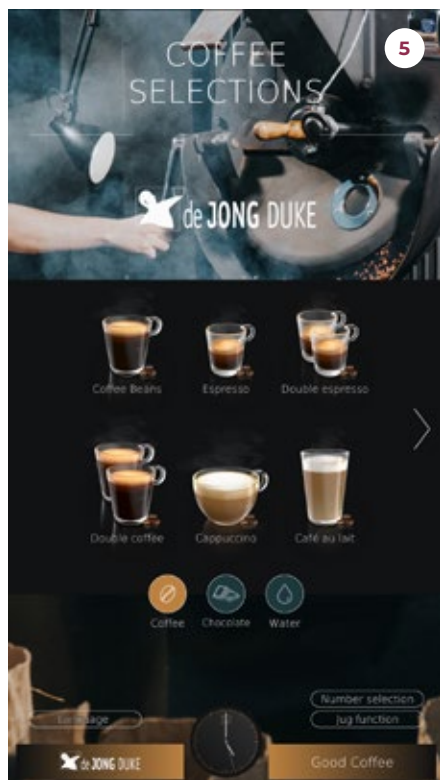 5
COFFEE
SELECTIONS
de JONG DUKE
Coffee Beans
Espresso
Double espresso
Double coffee
Cappuccino
Café au lait
Coffee
Chocolate
Water
Number selection
Language
Jug function
de JONG DUKE
Good Coffee